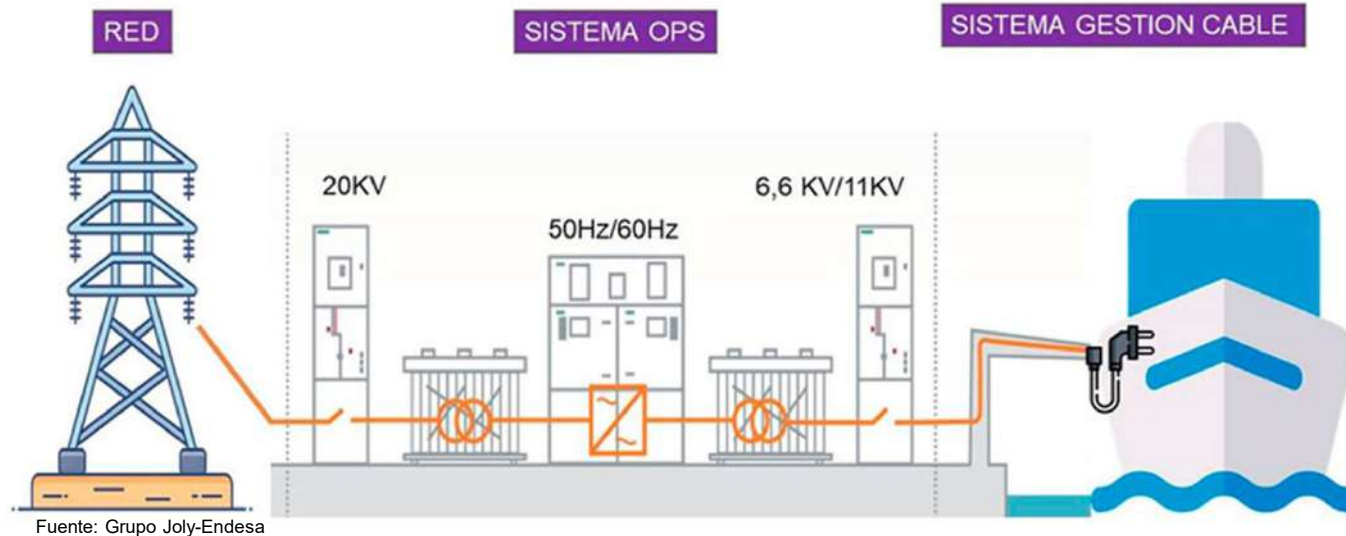 RED
SISTEMA OPS
SISTEMA GESTION CABLE
20KV
50Hz/60Hz
6,6 KV/11KV
Fuente: Grupo Joly-Endesa